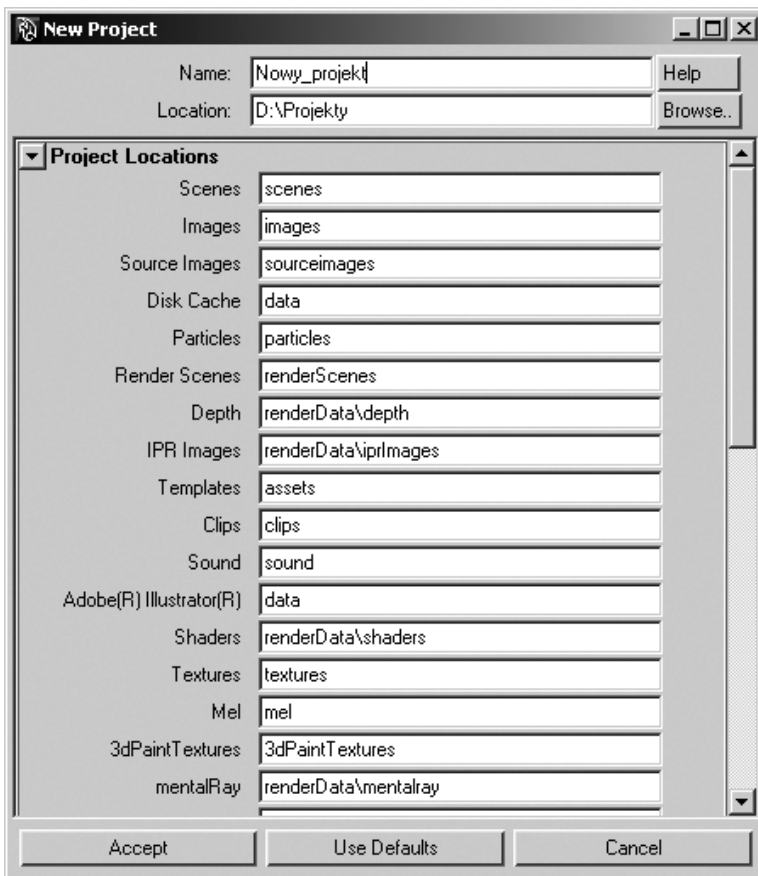 New Project
Name: Nowy_projekt Help
Location: D:\Projekty Browse..
Project Locations
Scenes scenes
Images images
Source Images sourceimages
Disk Cache data
Particles particles
Render Scenes renderScenes
Depth renderData\depth
IPR Images renderData\iprImages
Templates assets
Clips clips
Sound sound
Adobe(R) Illustrator(R) data
Shaders renderData\shaders
Textures textures
Mel mel
3dPaintTextures 3dPaintTextures
mentalRay renderData\mentalray
Accept Use Defaults Cancel